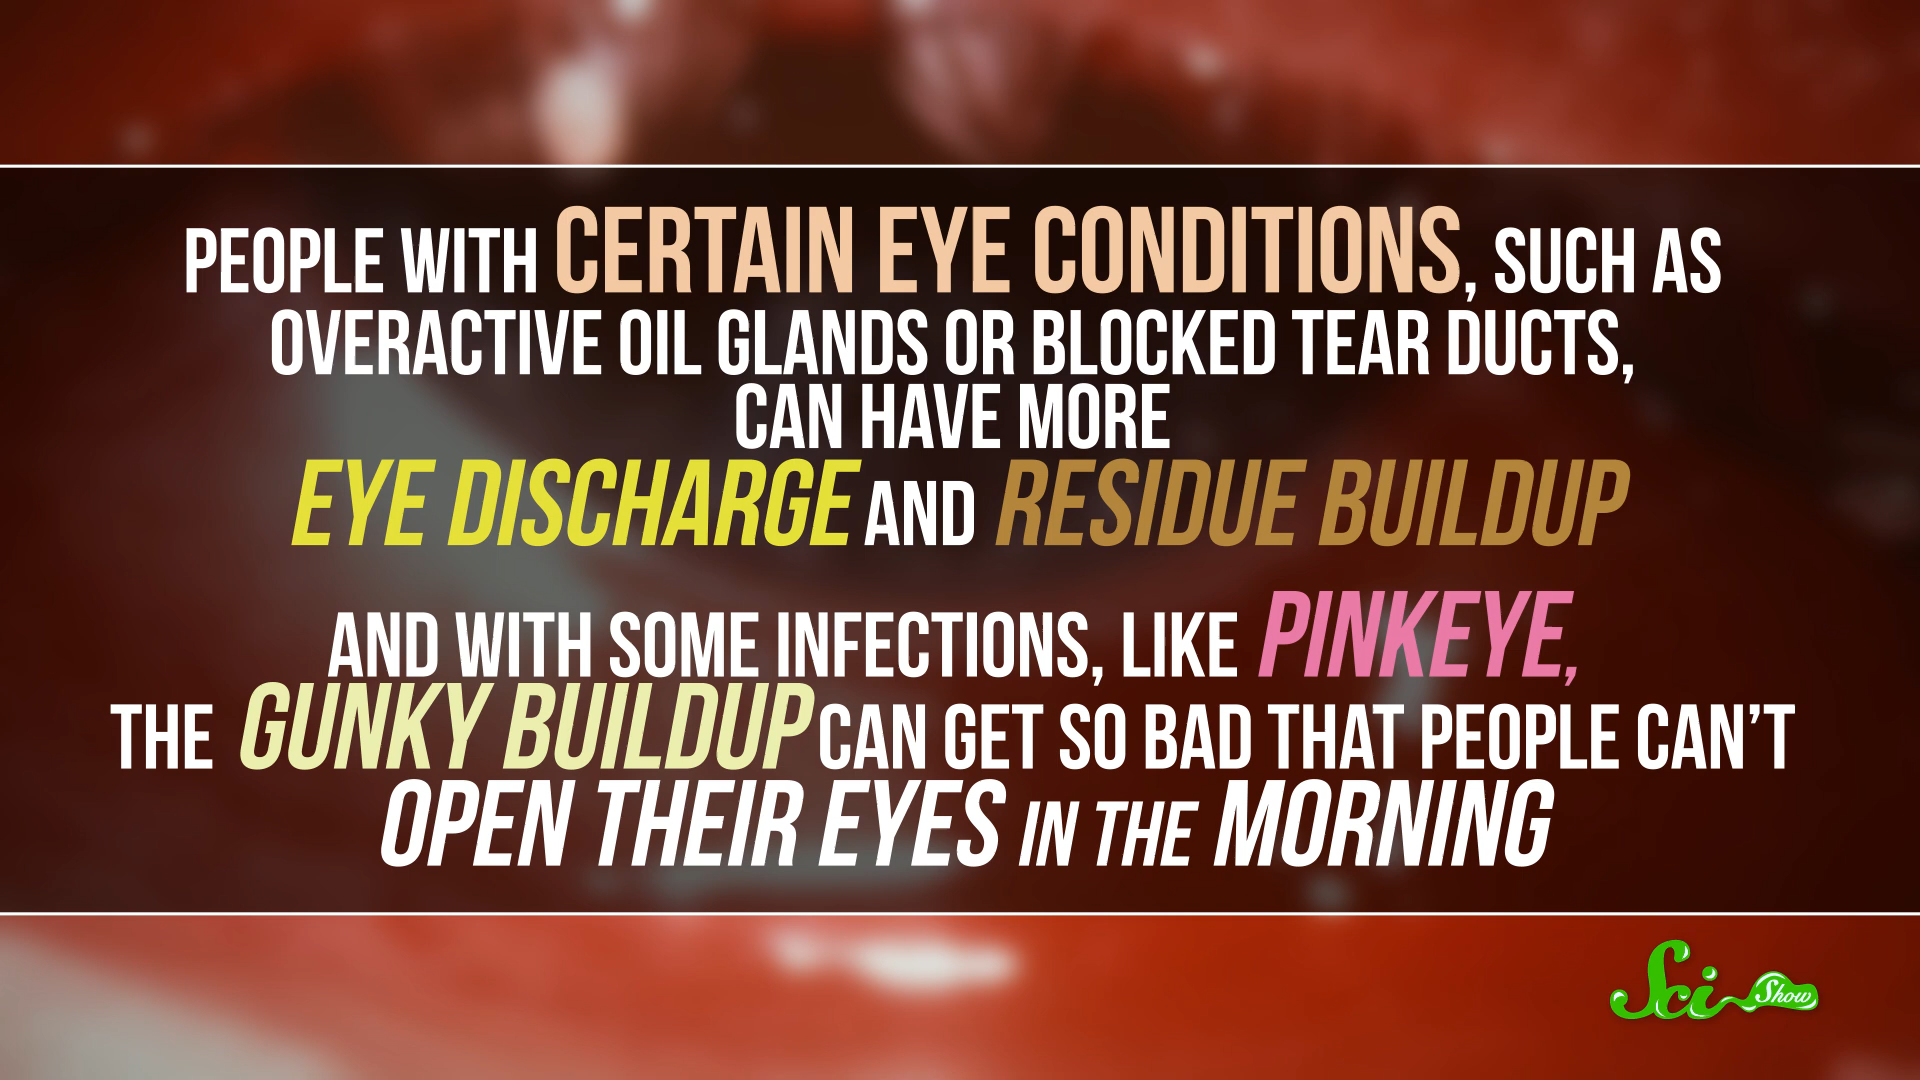 PEOPLE WITH CERTAIN EYE CONDITIONS, SUCH AS
OVERACTIVE OIL GLANDS OR BLOCKED TEAR DUCTS,
CAN HAVE MORE
EYE DISCHARGE AND RESIDUE BUILDUP
AND WITH SOME INFECTIONS, LIKE PINKEYE,
THE GUNKY BUILDUP CAN GET SO BAD THAT PEOPLE CAN'T
OPEN THEIR EYES IN THE MORNING
Sci Show